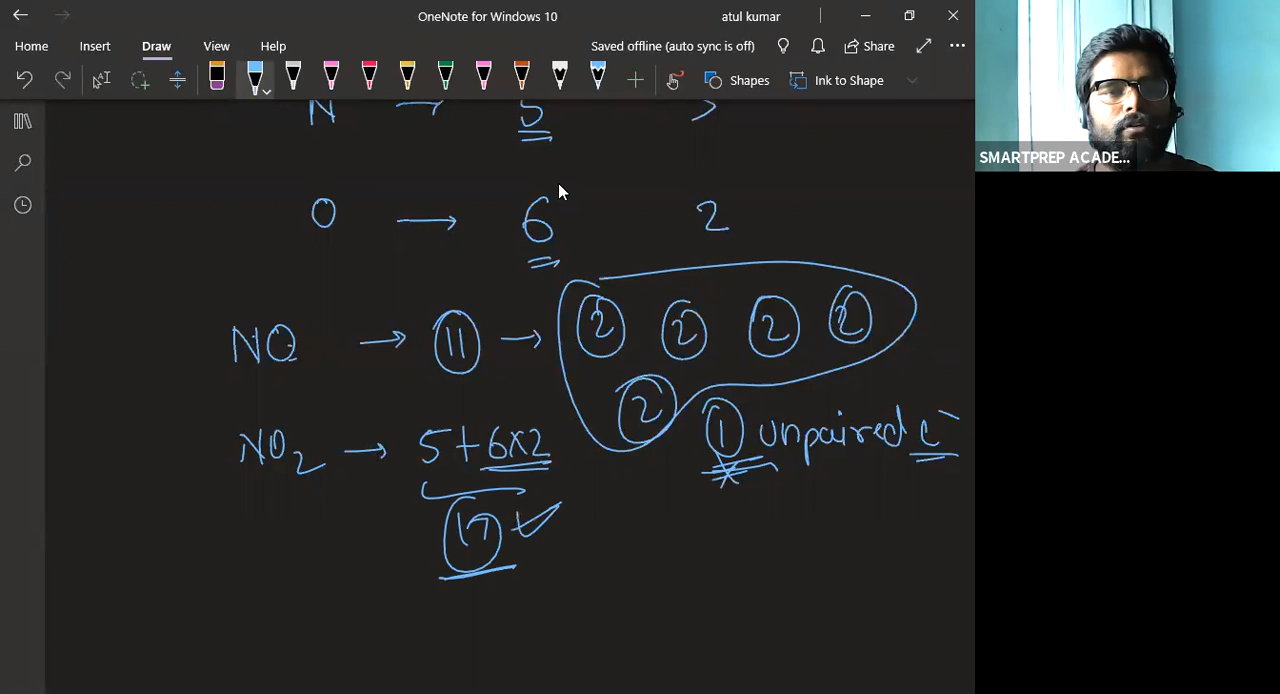 OneNote for Windows 10
atul kumar
Home Insert Draw View Help
Saved offline (auto sync is off)
Share
Shapes
Ink to Shape
SMARTPREP ACADE...
N → 5 3
O → 6 2
NO → 11 → 2 2 2 2
2 1 unpaired e⁻
NO₂ → 5+6×2
17 ✓